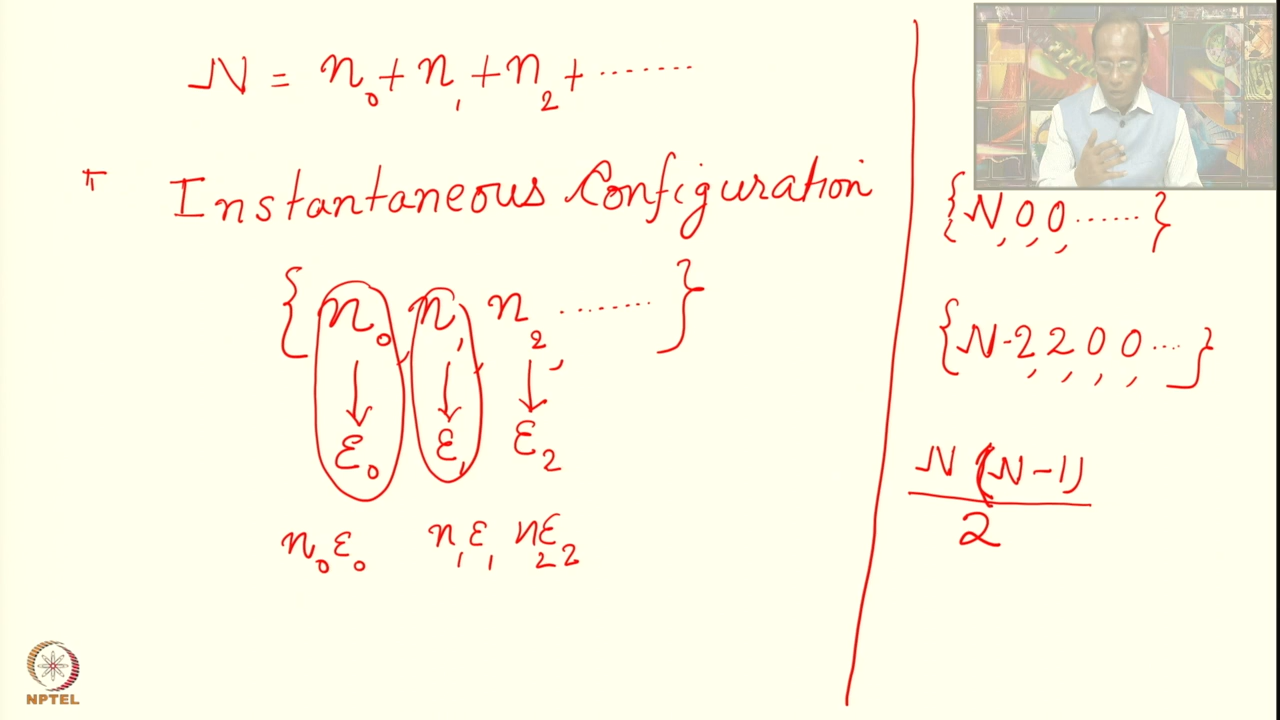 N = n₀ + n₁ + n₂ + .......
Instantaneous Configuration
{ n₀, n₁, n₂, ....... }
↓ ↓ ↓
ε₀ ε₁ ε₂
n₀ε₀ n₁ε₁ n₂ε₂
{N, 0, 0, ...... }
{N-2, 2, 0, 0, ... }
N (N-1)
2
NPTEL